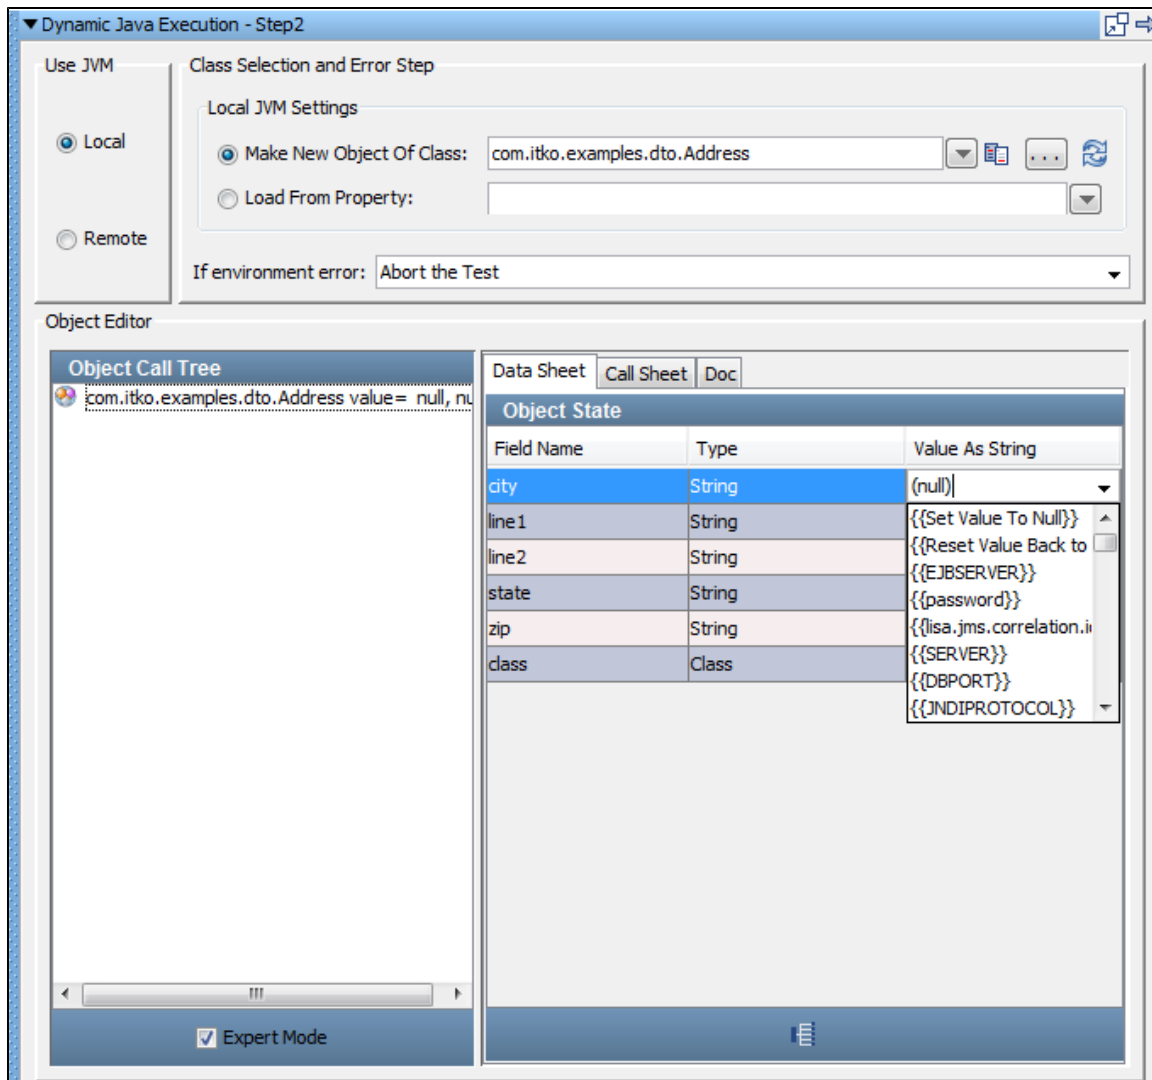 Dynamic Java Execution - Step2
Use JVM
Class Selection and Error Step
Local JVM Settings
Local
Make New Object Of Class: com.itko.examples.dto.Address ...
Load From Property:
Remote
If environment error: Abort the Test
Object Editor
Object Call Tree
com.itko.examples.dto.Address value= null, nu
Data Sheet Call Sheet Doc
Object State
Field Name Type Value As String
city String (null)
line1 String
line2 String
state String
zip String
class Class
{{Set Value To Null}}
{{Reset Value Back to
{{EJBSERVER}}
{{password}}
{{lisa.jms.correlation.i
{{SERVER}}
{{DBPORT}}
{{JNDIPROTOCOL}}
Expert Mode